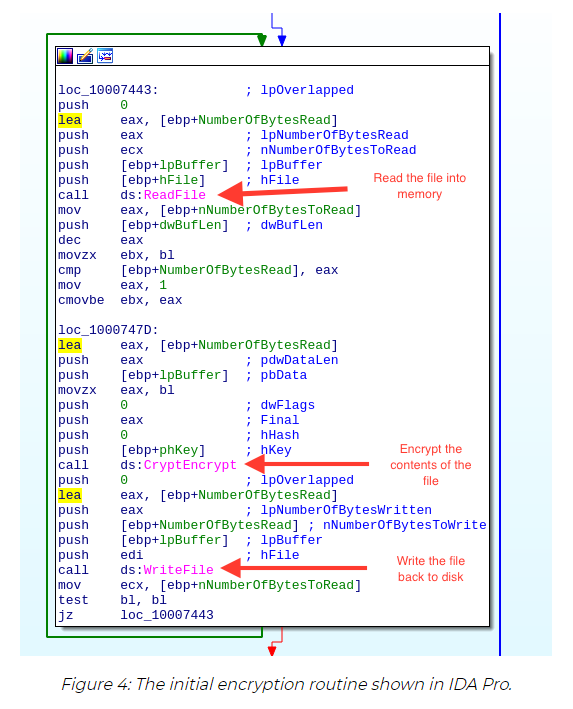 loc_10007443: ; lpOverlapped
push 0
lea eax, [ebp+NumberOfBytesRead]
push eax ; lpNumberOfBytesRead
push ecx ; nNumberOfBytesToRead
push [ebp+lpBuffer] ; lpBuffer
push [ebp+hFile] ; hFile
call ds:ReadFile
Read the file into
memory
mov eax, [ebp+nNumberOfBytesToRead]
push [ebp+dwBufLen] ; dwBufLen
dec eax
movzx ebx, bl
cmp [ebp+NumberOfBytesRead], eax
mov eax, 1
cmovbe ebx, eax
loc_1000747D:
lea eax, [ebp+NumberOfBytesRead]
push eax ; pdwDataLen
push [ebp+lpBuffer] ; pbData
movzx eax, bl
push 0 ; dwFlags
push eax ; Final
push 0 ; hHash
push [ebp+phKey] ; hKey
call ds:CryptEncrypt
Encrypt the
contents of the
file
push 0 ; lpOverlapped
lea eax, [ebp+NumberOfBytesRead]
push eax ; lpNumberOfBytesWritten
push [ebp+NumberOfBytesRead] ; nNumberOfBytesToWrite
push [ebp+lpBuffer] ; lpBuffer
push edi ; hFile
call ds:WriteFile
Write the file
back to disk
mov ecx, [ebp+nNumberOfBytesToRead]
test bl, bl
jz loc_10007443
Figure 4: The initial encryption routine shown in IDA Pro.